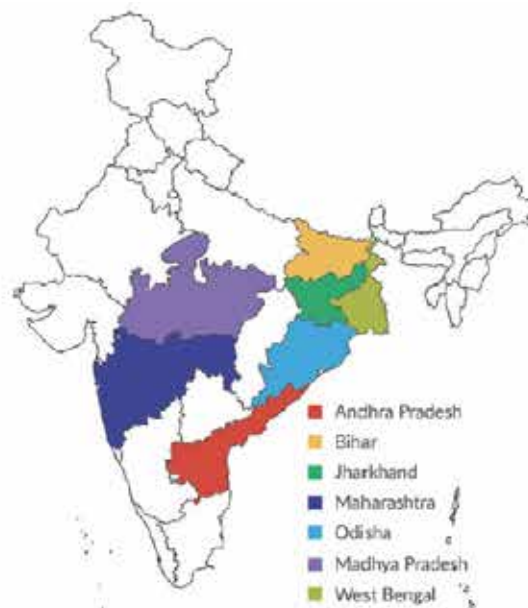 Andhra Pradesh
Bihar
Jharkhand
Maharashtra
Odisha
Madhya Pradesh
West Bengal